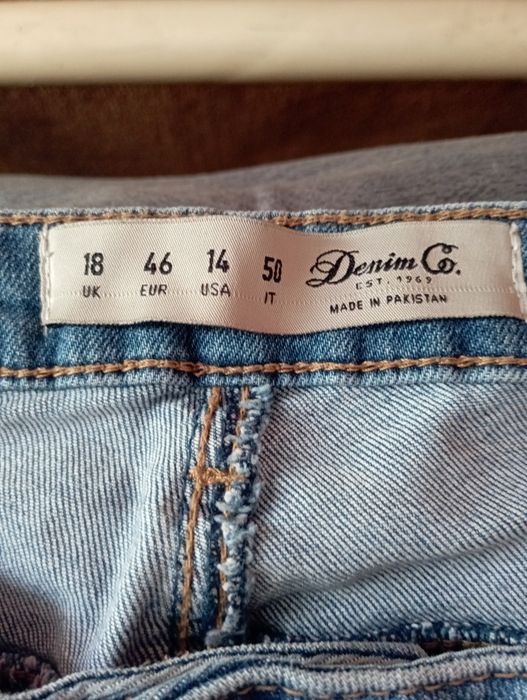 18 46 14 50 Denim Co.
UK EUR USA IT EST. 1969
MADE IN PAKISTAN